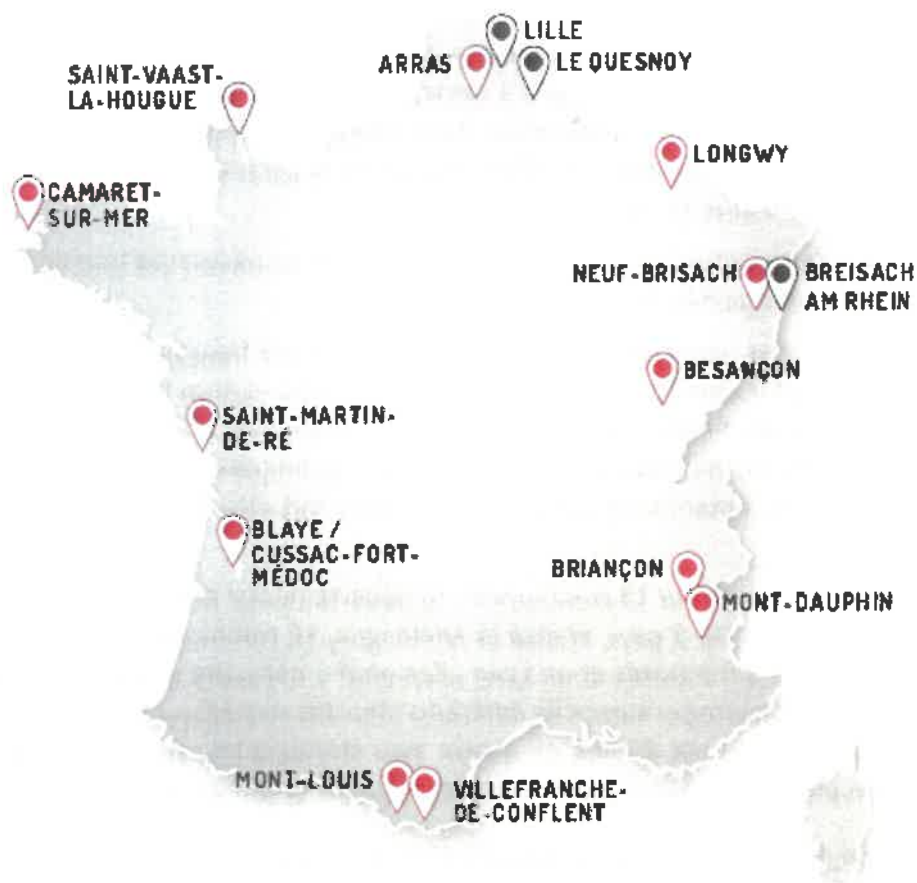 LILLE
ARRAS
LE QUESNOY
SAINT-VAAST-
LA-HOUGUE
LONGWY
CAMARET-
SUR-MER
NEUF-BRISACH
BREISACH
AM RHEIN
BESANÇON
SAINT-MARTIN-
DE-RÉ
BLAYE /
CUSSAC-FORT-
MÉDOC
BRIANÇON
MONT-DAUPHIN
MONT-LOUIS
VILLEFRANCHE-
DE-CONFLENT